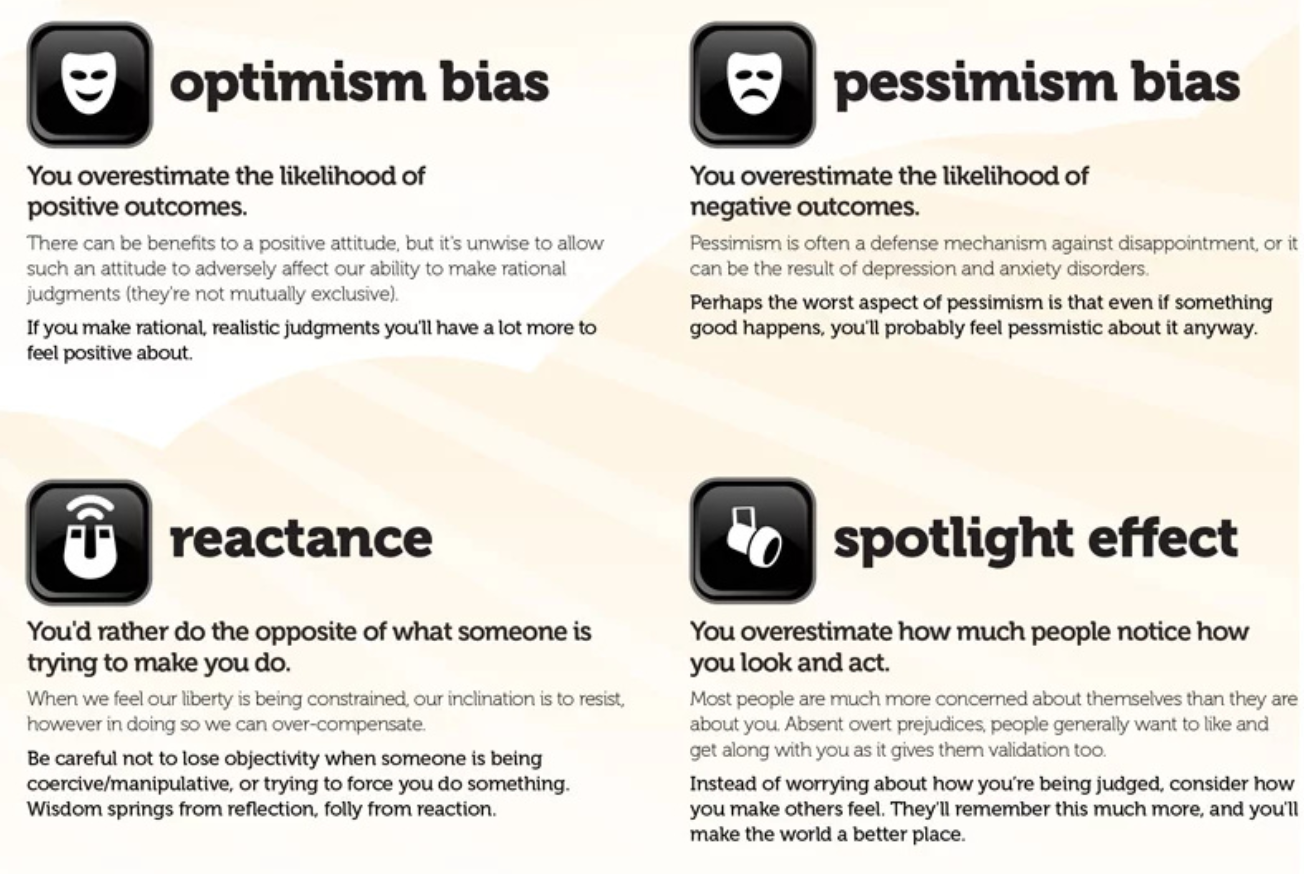 optimism bias
You overestimate the likelihood of
positive outcomes.
There can be benefits to a positive attitude, but it's unwise to allow
such an attitude to adversely affect our ability to make rational
judgments (they're not mutually exclusive).
If you make rational, realistic judgments you'll have a lot more to
feel positive about.
pessimism bias
You overestimate the likelihood of
negative outcomes.
Pessimism is often a defense mechanism against disappointment, or it
can be the result of depression and anxiety disorders.
Perhaps the worst aspect of pessimism is that even if something
good happens, you'll probably feel pessmistic about it anyway.
reactance
You'd rather do the opposite of what someone is
trying to make you do.
When we feel our liberty is being constrained, our inclination is to resist,
however in doing so we can over-compensate.
Be careful not to lose objectivity when someone is being
coercive/manipulative, or trying to force you do something.
Wisdom springs from reflection, folly from reaction.
spotlight effect
You overestimate how much people notice how
you look and act.
Most people are much more concerned about themselves than they are
about you. Absent overt prejudices, people generally want to like and
get along with you as it gives them validation too.
Instead of worrying about how you're being judged, consider how
you make others feel. They'll remember this much more, and you'll
make the world a better place.